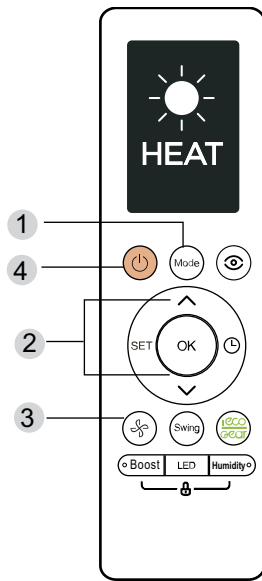 HEAT
1
4
Mode
2
SET
OK
3
Swing
eco
gear
Boost
LED
Humidity